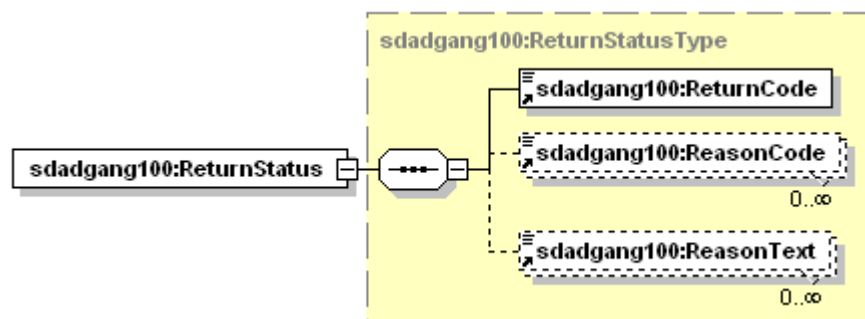 sdadgang100:ReturnStatusType
sdadgang100:ReturnCode
sdadgang100:ReturnStatus
sdadgang100:ReasonCode
0..∞
sdadgang100:ReasonText
0..∞